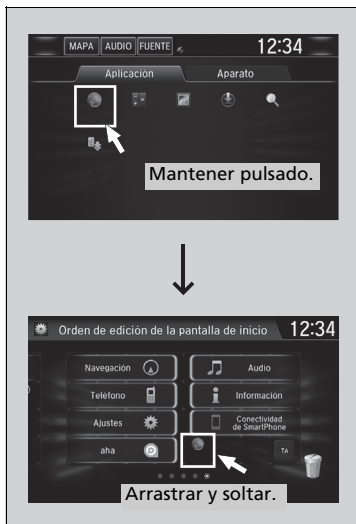 MAPA AUDIO FUENTE 12:34
Aplicación Aparato
Mantener pulsado.
Orden de edición de la pantalla de inicio 12:34
Navegación Audio
Teléfono Información
Ajustes Conectividad
de SmartPhone
aha TA
Arrastrar y soltar.